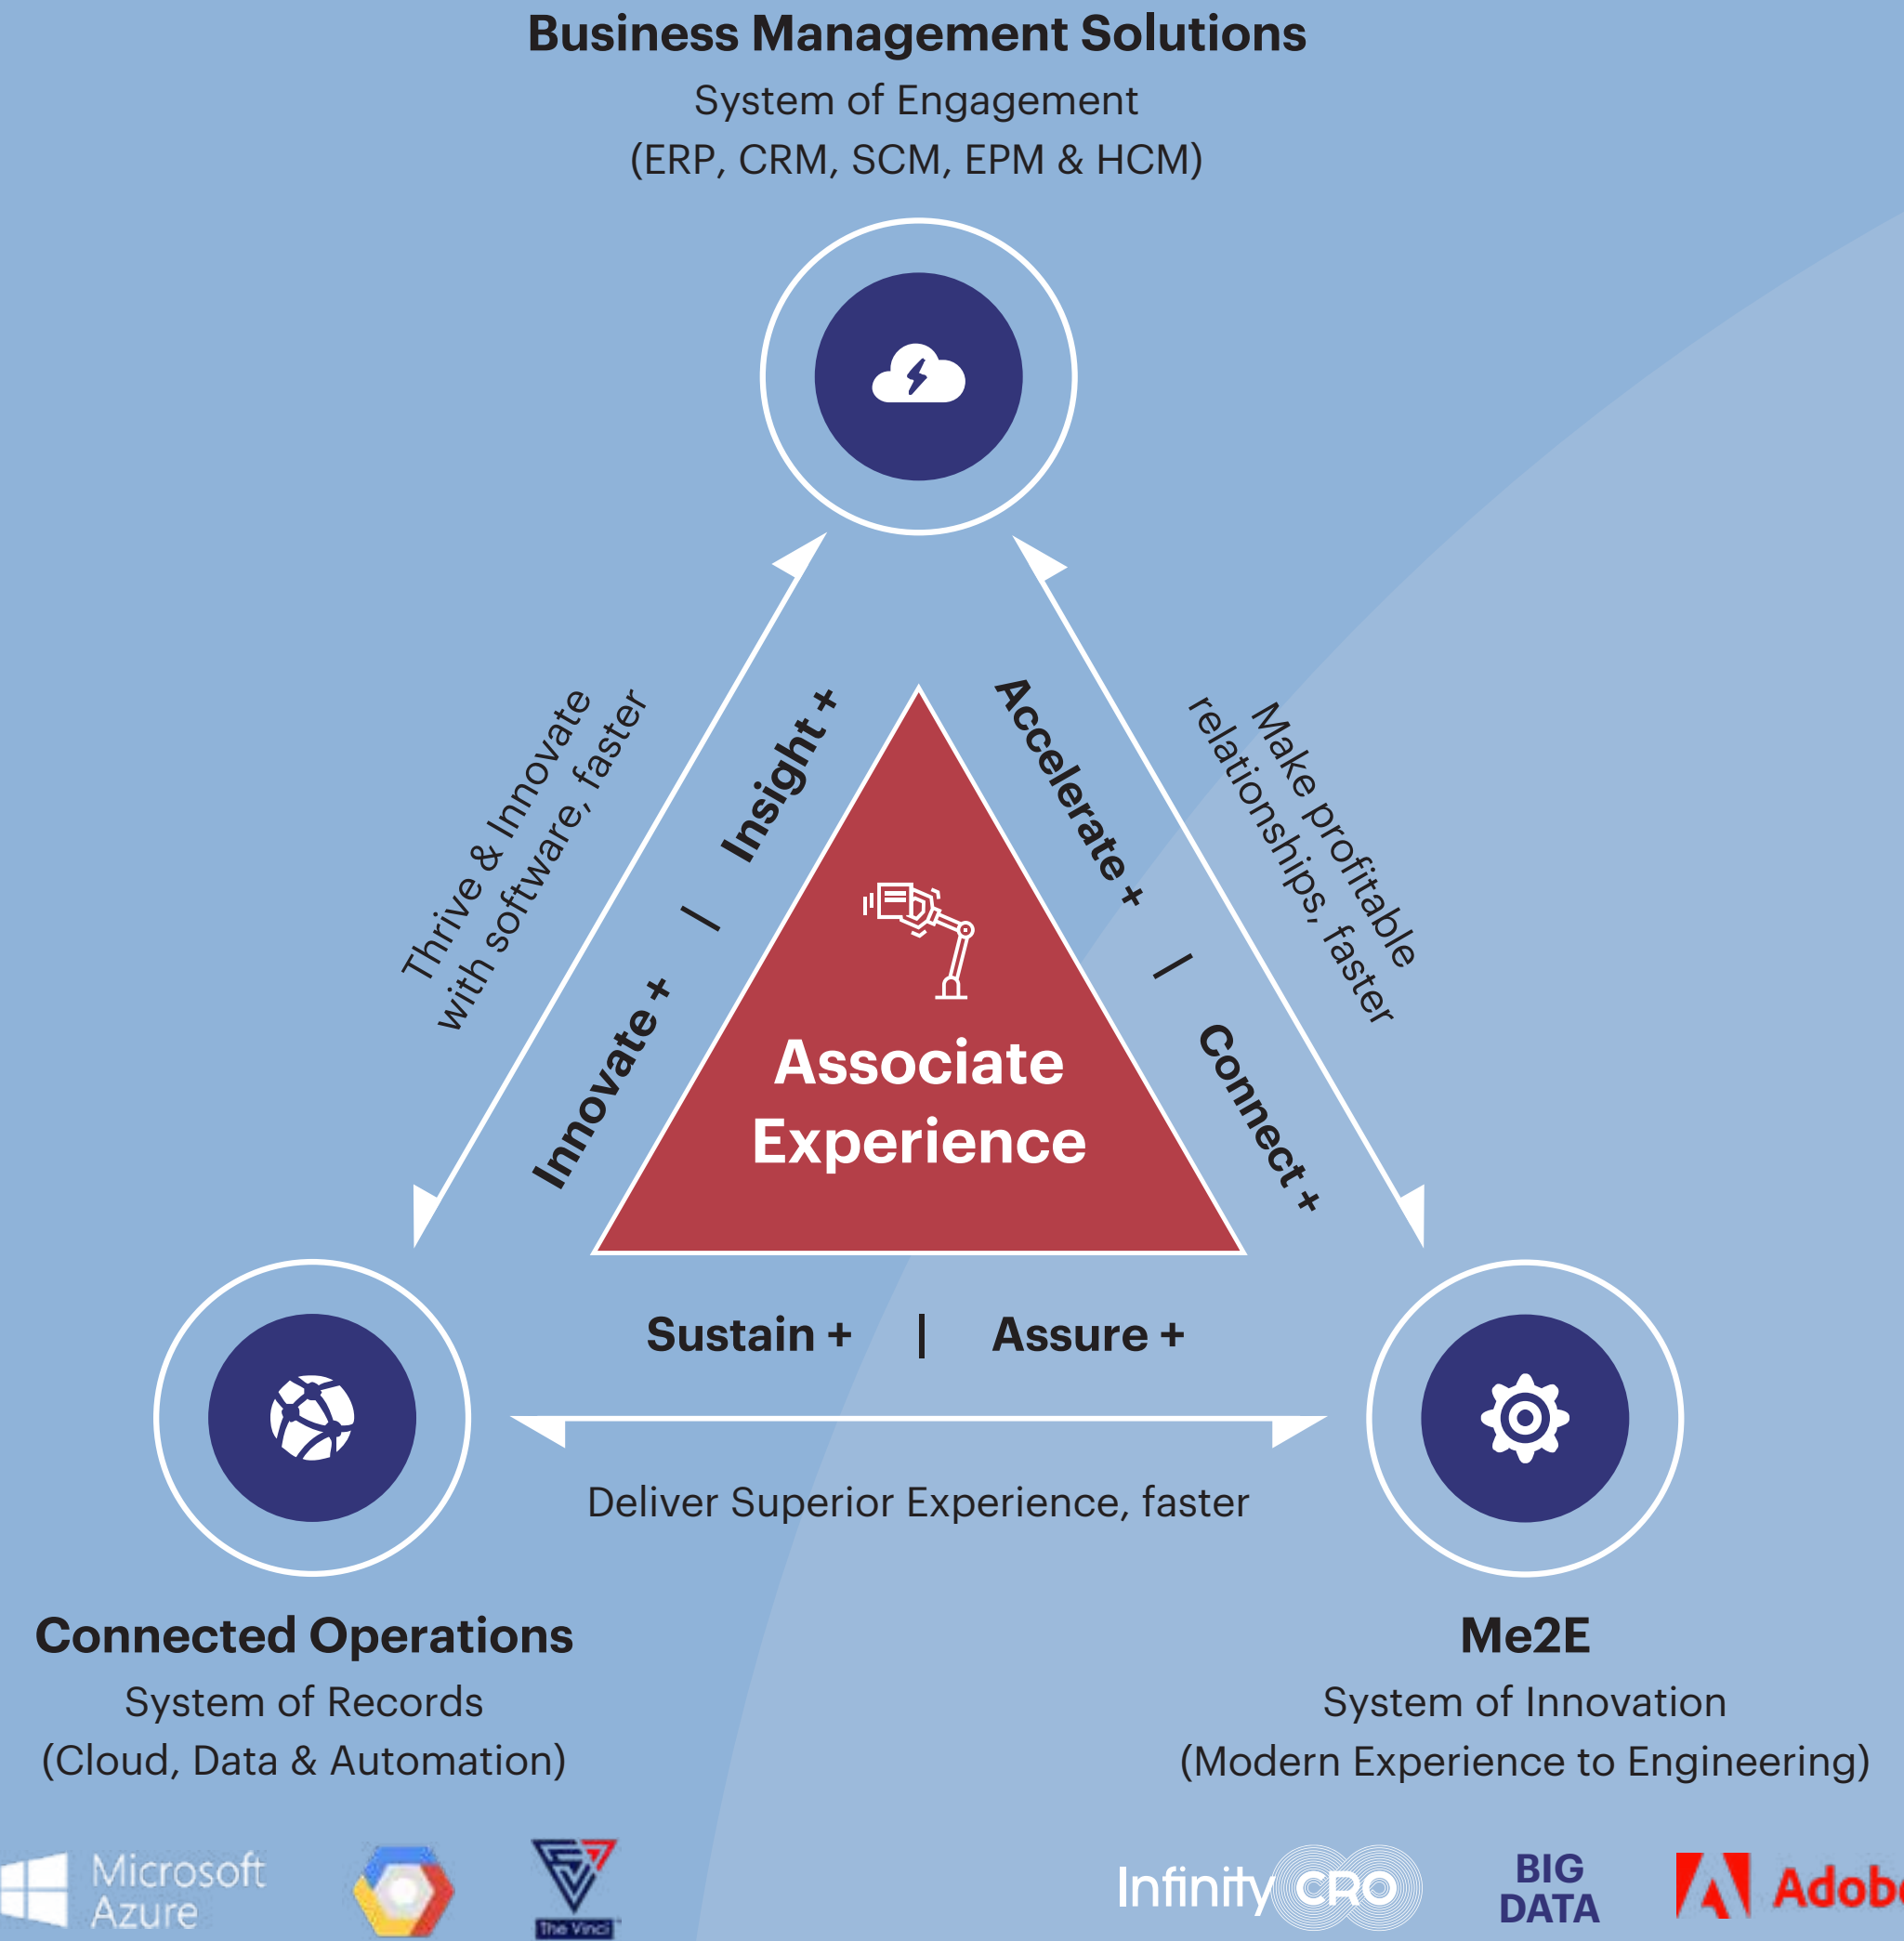 Business Management Solutions
System of Engagement
(ERP, CRM, SCM, EPM & HCM)
Thrive & Innovate
with software, faster
Innovate + | Insight +
Accelerate + | Connect +
Make profitable
relationships, faster
Associate
Experience
Sustain + | Assure +
Deliver Superior Experience, faster
Connected Operations
System of Records
(Cloud, Data & Automation)
Me2E
System of Innovation
(Modern Experience to Engineering)
Microsoft
Azure
The Vinci
Infinity CRO
BIG
DATA
Adobe